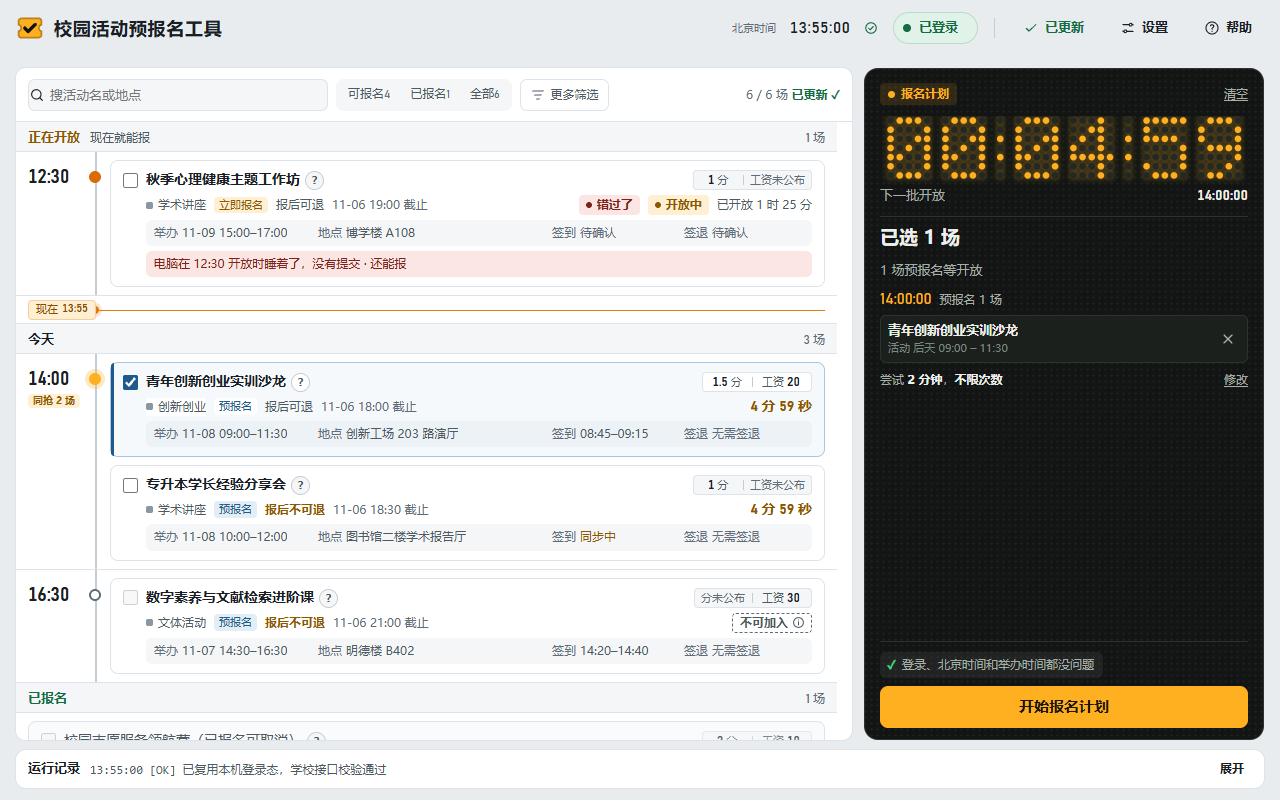 校园活动预报名工具
北京时间 13:55:00 已登录 已更新 设置 帮助
搜活动名或地点 可报名4 已报名1 全部6 更多筛选 6 / 6 场 已更新 ✓
正在开放 现在就能报 1 场
12:30 秋季心理健康主题工作坊 ? 1 分 工资未公布
学术讲座 立即报名 报后可退 11-06 19:00 截止 错过了 开放中 已开放 1 时 25 分
举办 11-09 15:00–17:00 地点 博学楼 A108 签到 待确认 签退 待确认
电脑在 12:30 开放时睡着了，没有提交 · 还能报
现在 13:55
今天 3 场
14:00 青年创新创业实训沙龙 ? 1.5 分 工资 20
同抢 2 场 创新创业 预报名 报后可退 11-06 18:00 截止 4 分 59 秒
举办 11-08 09:00–11:30 地点 创新工场 203 路演厅 签到 08:45–09:15 签退 无需签退
专升本学长经验分享会 ? 1 分 工资未公布
学术讲座 预报名 报后不可退 11-06 18:30 截止 4 分 59 秒
举办 11-08 10:00–12:00 地点 图书馆二楼学术报告厅 签到 同步中 签退 无需签退
16:30 数字素养与文献检索进阶课 ? 分未公布 工资 30
文体活动 预报名 报后不可退 11-06 21:00 截止 不可加入
举办 11-07 14:30–16:30 地点 明德楼 B402 签到 14:20–14:40 签退 无需签退
已报名 1 场
报名计划 清空
00:04:59
下一批开放 14:00:00
已选 1 场
1 场预报名等开放
14:00:00 预报名 1 场
青年创新创业实训沙龙
活动 后天 09:00 – 11:30
尝试 2 分钟，不限次数 修改
✓ 登录、北京时间和举办时间都没问题
开始报名计划
运行记录 13:55:00 [OK] 已复用本机登录态，学校接口校验通过 展开